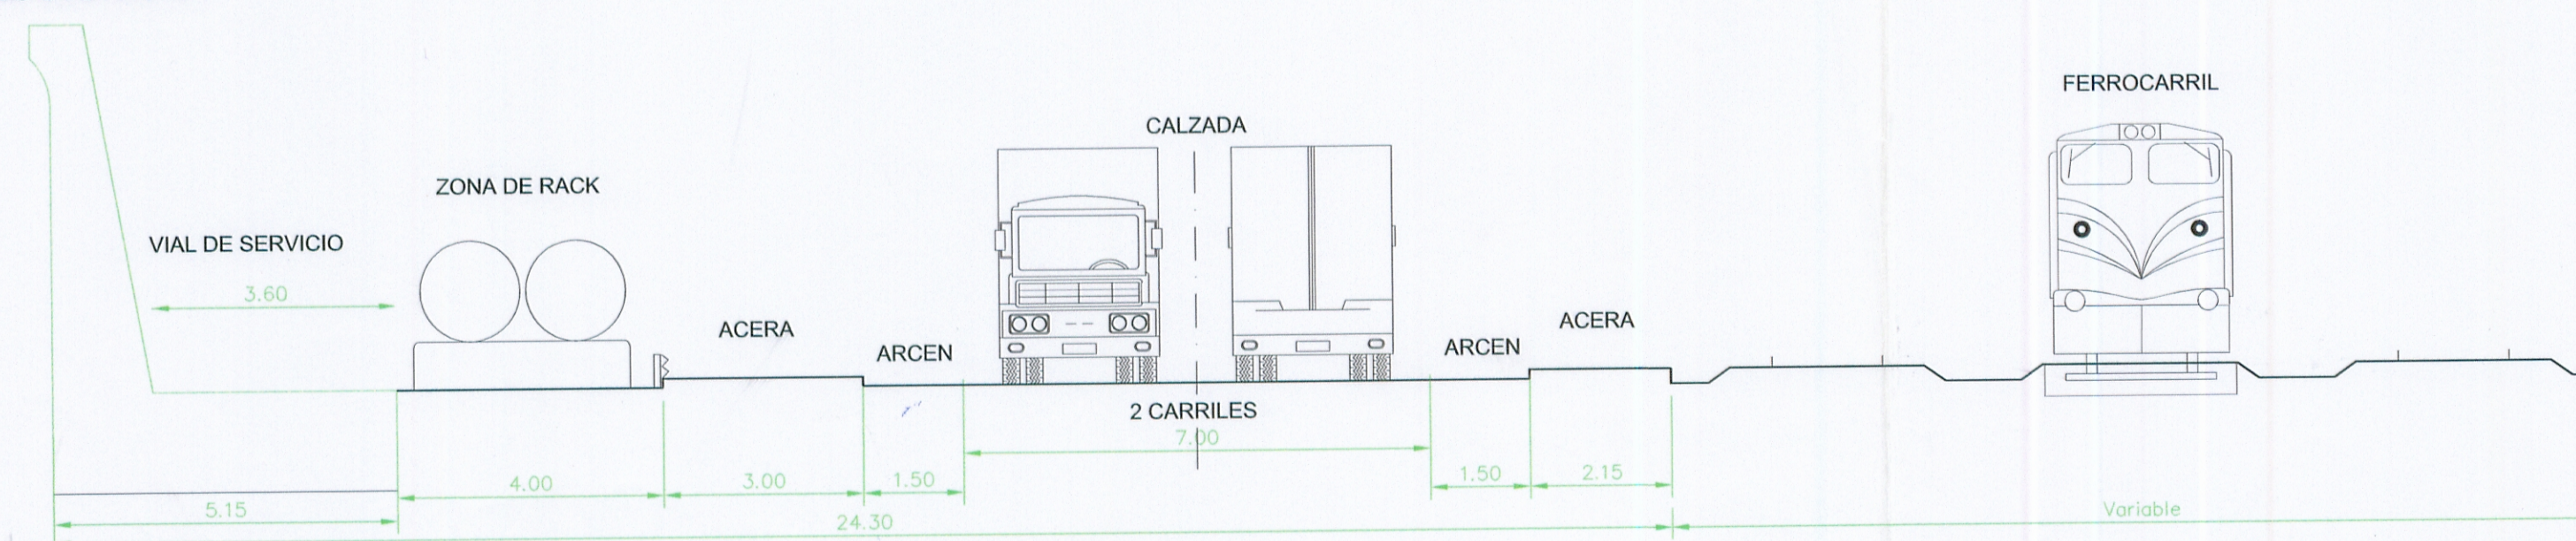 FERROCARRIL
CALZADA
ZONA DE RACK
VIAL DE SERVICIO
3.60
ACERA
ARCEN
ARCEN
ACERA
2 CARRILES
7.00
4.00
3.00
1.50
1.50
2.15
5.15
24.30
Variable